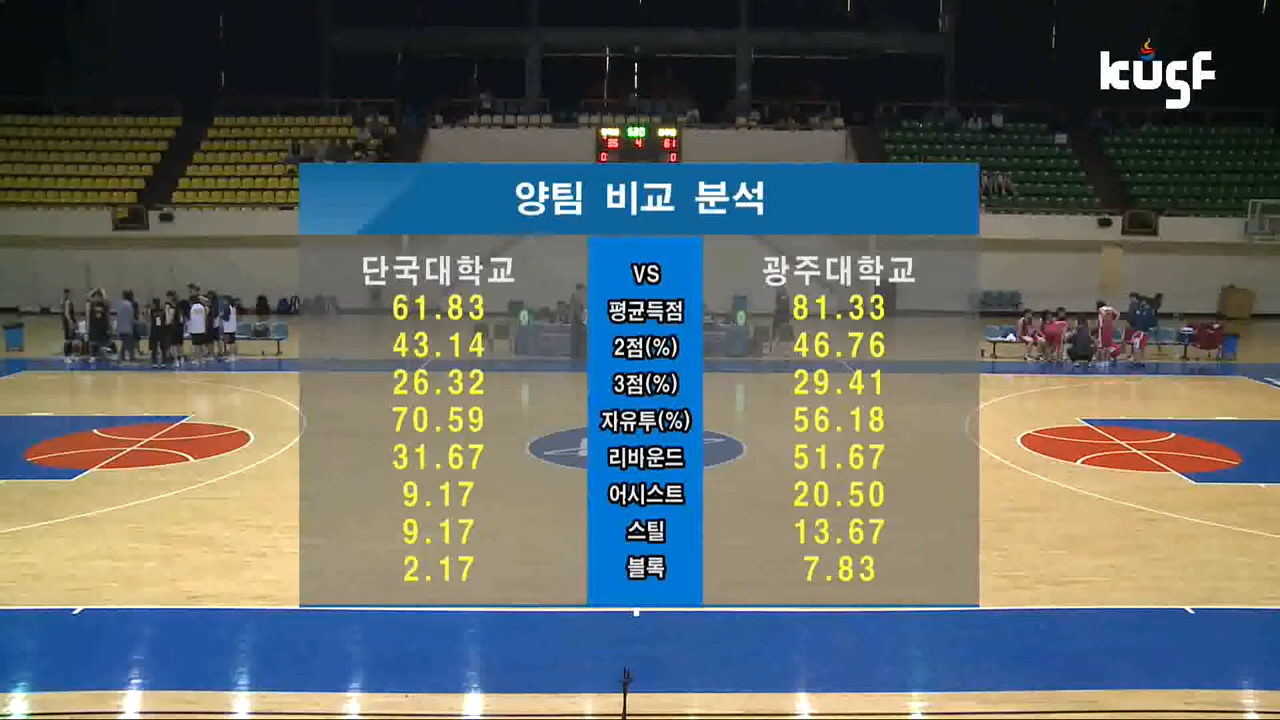 kusf
양팀 비교 분석
단국대학교 VS 광주대학교
61.83 평균득점 81.33
43.14 2점(%) 46.76
26.32 3점(%) 29.41
70.59 자유투(%) 56.18
31.67 리바운드 51.67
9.17 어시스트 20.50
9.17 스틸 13.67
2.17 블록 7.83